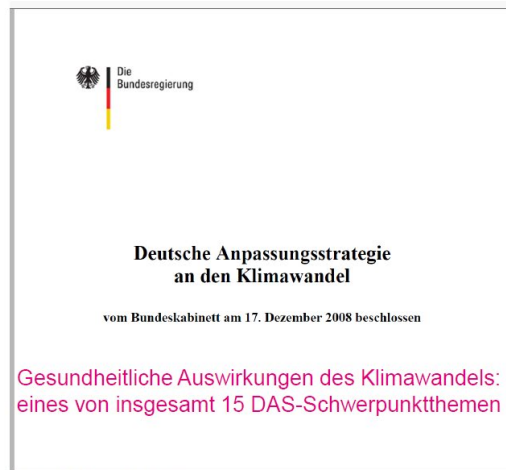 Die
Bundesregierung
Deutsche Anpassungsstrategie
an den Klimawandel
vom Bundeskabinett am 17. Dezember 2008 beschlossen
Gesundheitliche Auswirkungen des Klimawandels:
eines von insgesamt 15 DAS-Schwerpunktthemen